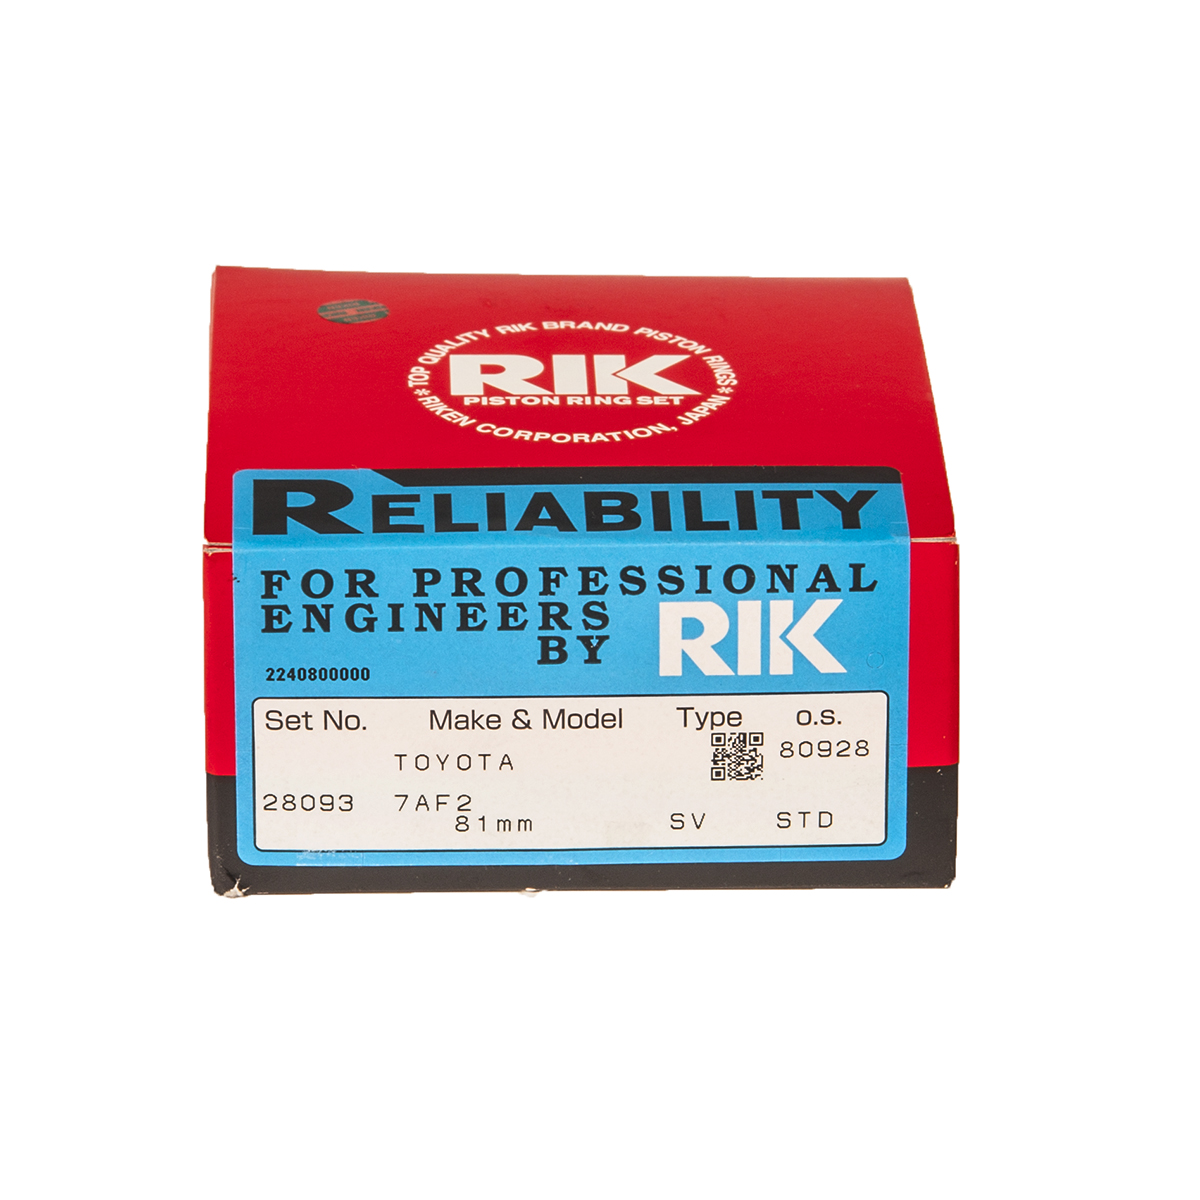 TOP QUALITY RIK BRAND PISTON RINGS
RIK
PISTON RING SET
*RIKEN CORPORATION, JAPAN*
RELIABILITY
FOR PROFESSIONAL
ENGINEERS
BY
RIK
2240800000
Set No. Make & Model Type o.s.
TOYOTA 80928
28093 7AF2
81mm SV STD